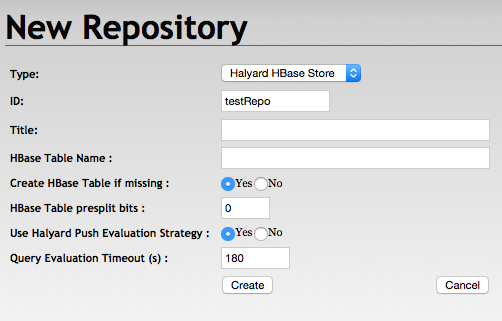 New Repository
Type: Halyard HBase Store
ID: testRepo
Title:
HBase Table Name :
Create HBase Table if missing : Yes No
HBase Table presplit bits : 0
Use Halyard Push Evaluation Strategy : Yes No
Query Evaluation Timeout (s) : 180
Create Cancel